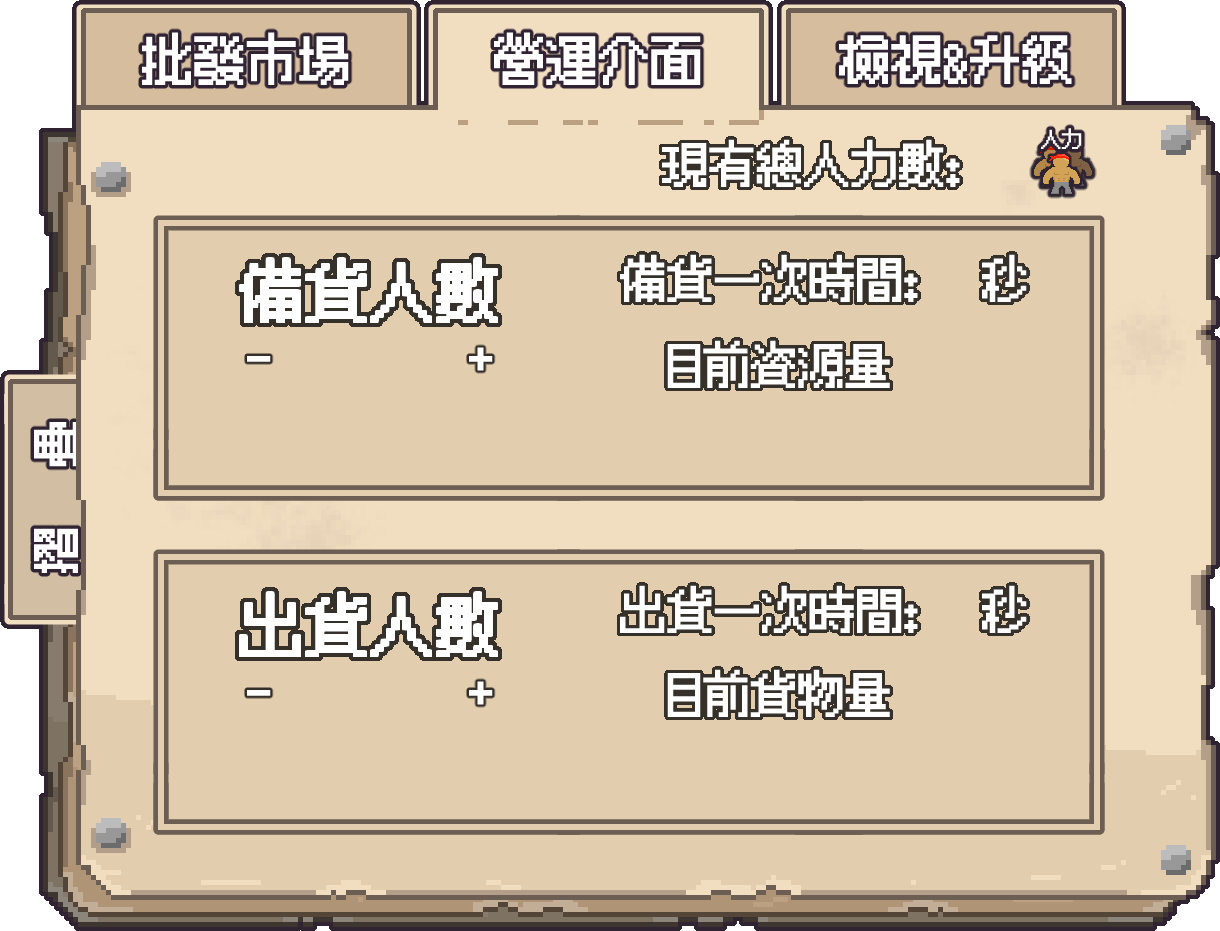 批發市場
營運介面
檢視&升級
現有總人力數:
人力
備貨人數
備貨一次時間: 秒
- +
目前資源量
摺
出貨人數
出貨一次時間: 秒
- +
目前貨物量